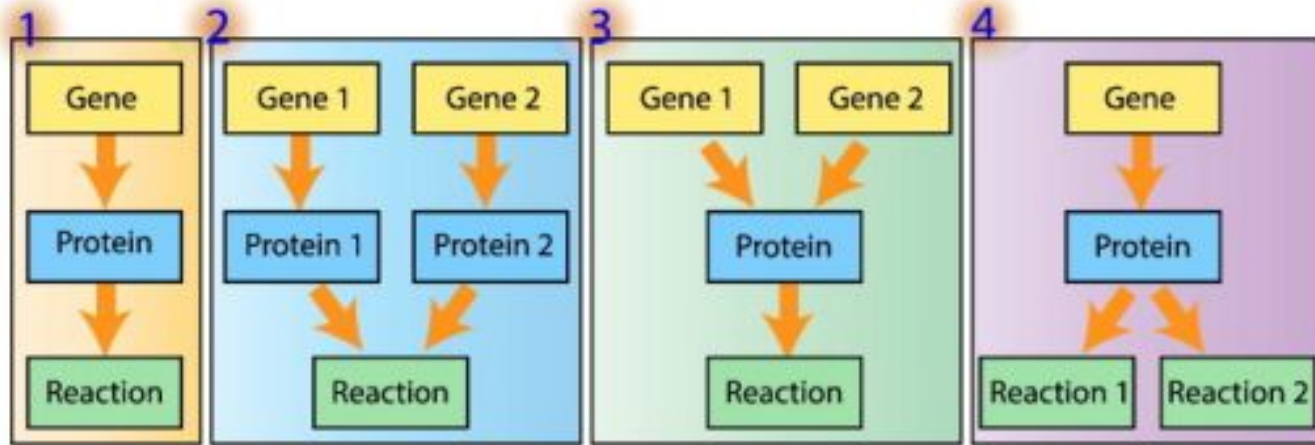 1 2 3 4
Gene Gene 1 Gene 2 Gene 1 Gene 2 Gene
Protein Protein 1 Protein 2 Protein Protein
Reaction Reaction Reaction Reaction 1 Reaction 2